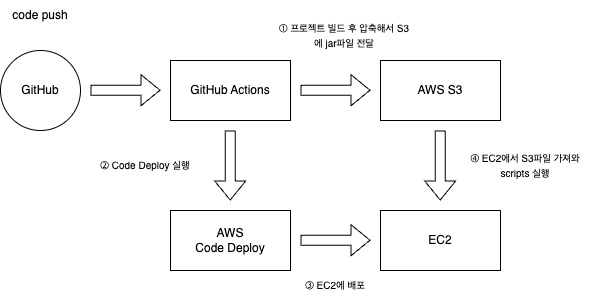 code push
① 프로젝트 빌드 후 압축해서 S3
에 jar파일 전달
GitHub
GitHub Actions
AWS S3
② Code Deploy 실행
④ EC2에서 S3파일 가져와
scripts 실행
AWS
Code Deploy
EC2
③ EC2에 배포